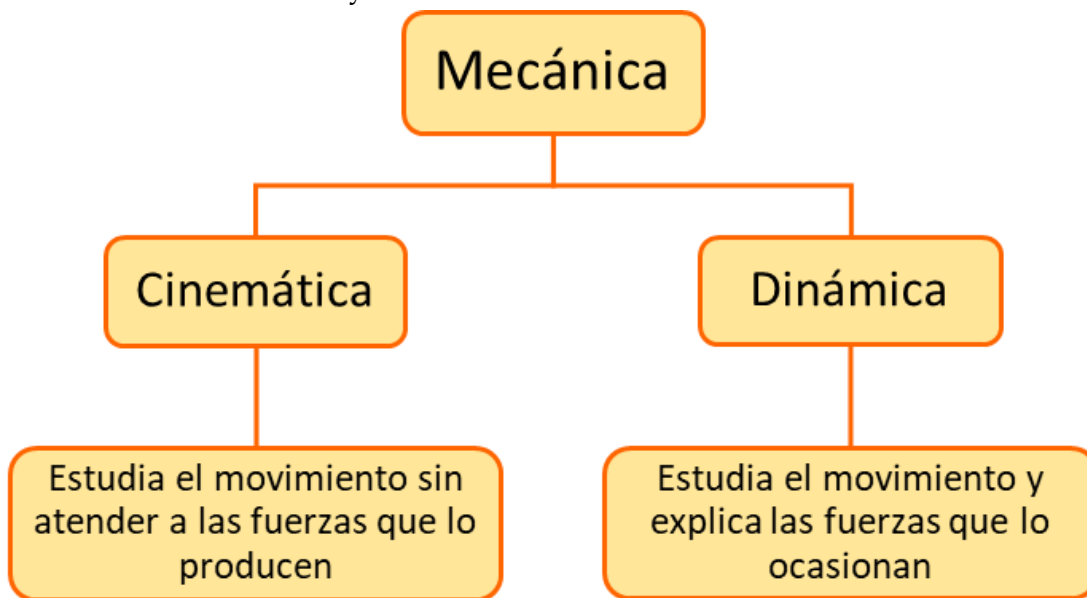 Mecánica
Cinemática
Dinámica
Estudia el movimiento sin
atender a las fuerzas que lo
producen
Estudia el movimiento y
explica las fuerzas que lo
ocasionan